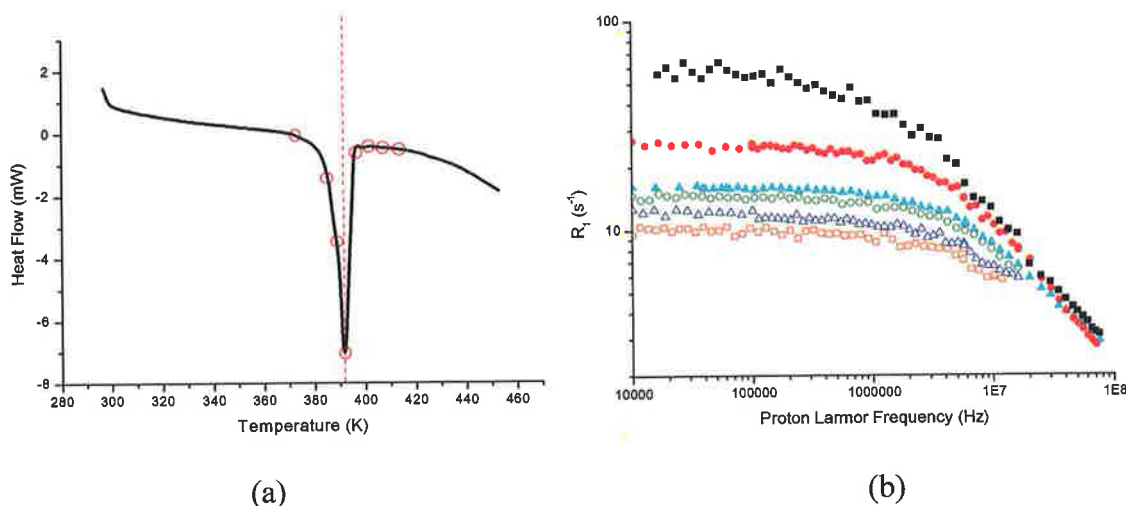 2
0
-2
-4
-6
-8
280 300 320 340 360 380 400 420 440 460
Heat Flow (mW)
Temperature (K)
(a)
100
10
10000 100000 1000000 1E7 1E8
R1 (s-1)
Proton Larmor Frequency (Hz)
(b)